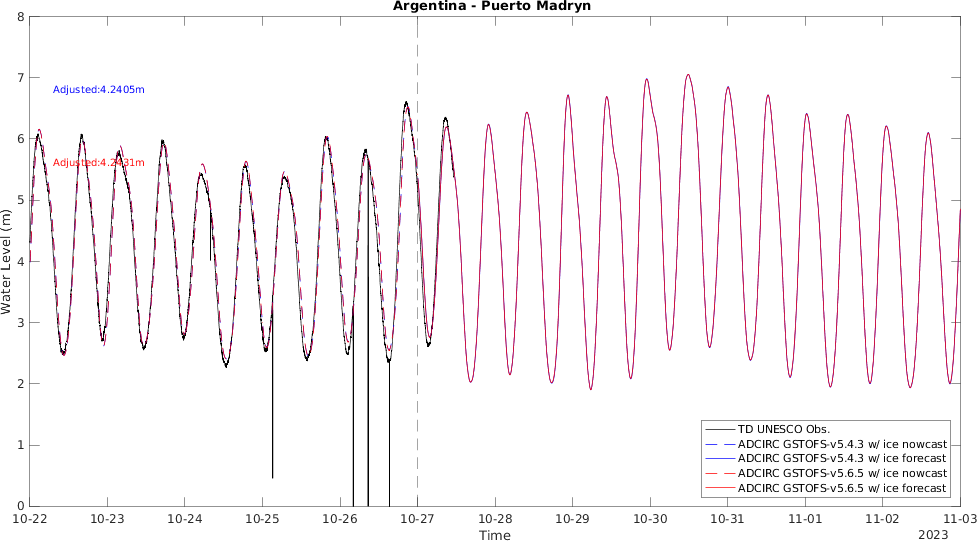 Argentina - Puerto Madryn
8
7
6
5
4
3
2
1
0
Water Level (m)
Adjusted:4.2405m
Adjusted:4.2431m
TD UNESCO Obs.
ADCIRC GSTOFS-v5.4.3 w/ ice nowcast
ADCIRC GSTOFS-v5.4.3 w/ ice forecast
ADCIRC GSTOFS-v5.6.5 w/ ice nowcast
ADCIRC GSTOFS-v5.6.5 w/ ice forecast
10-22 10-23 10-24 10-25 10-26 10-27 10-28 10-29 10-30 10-31 11-01 11-02 11-03
Time
2023